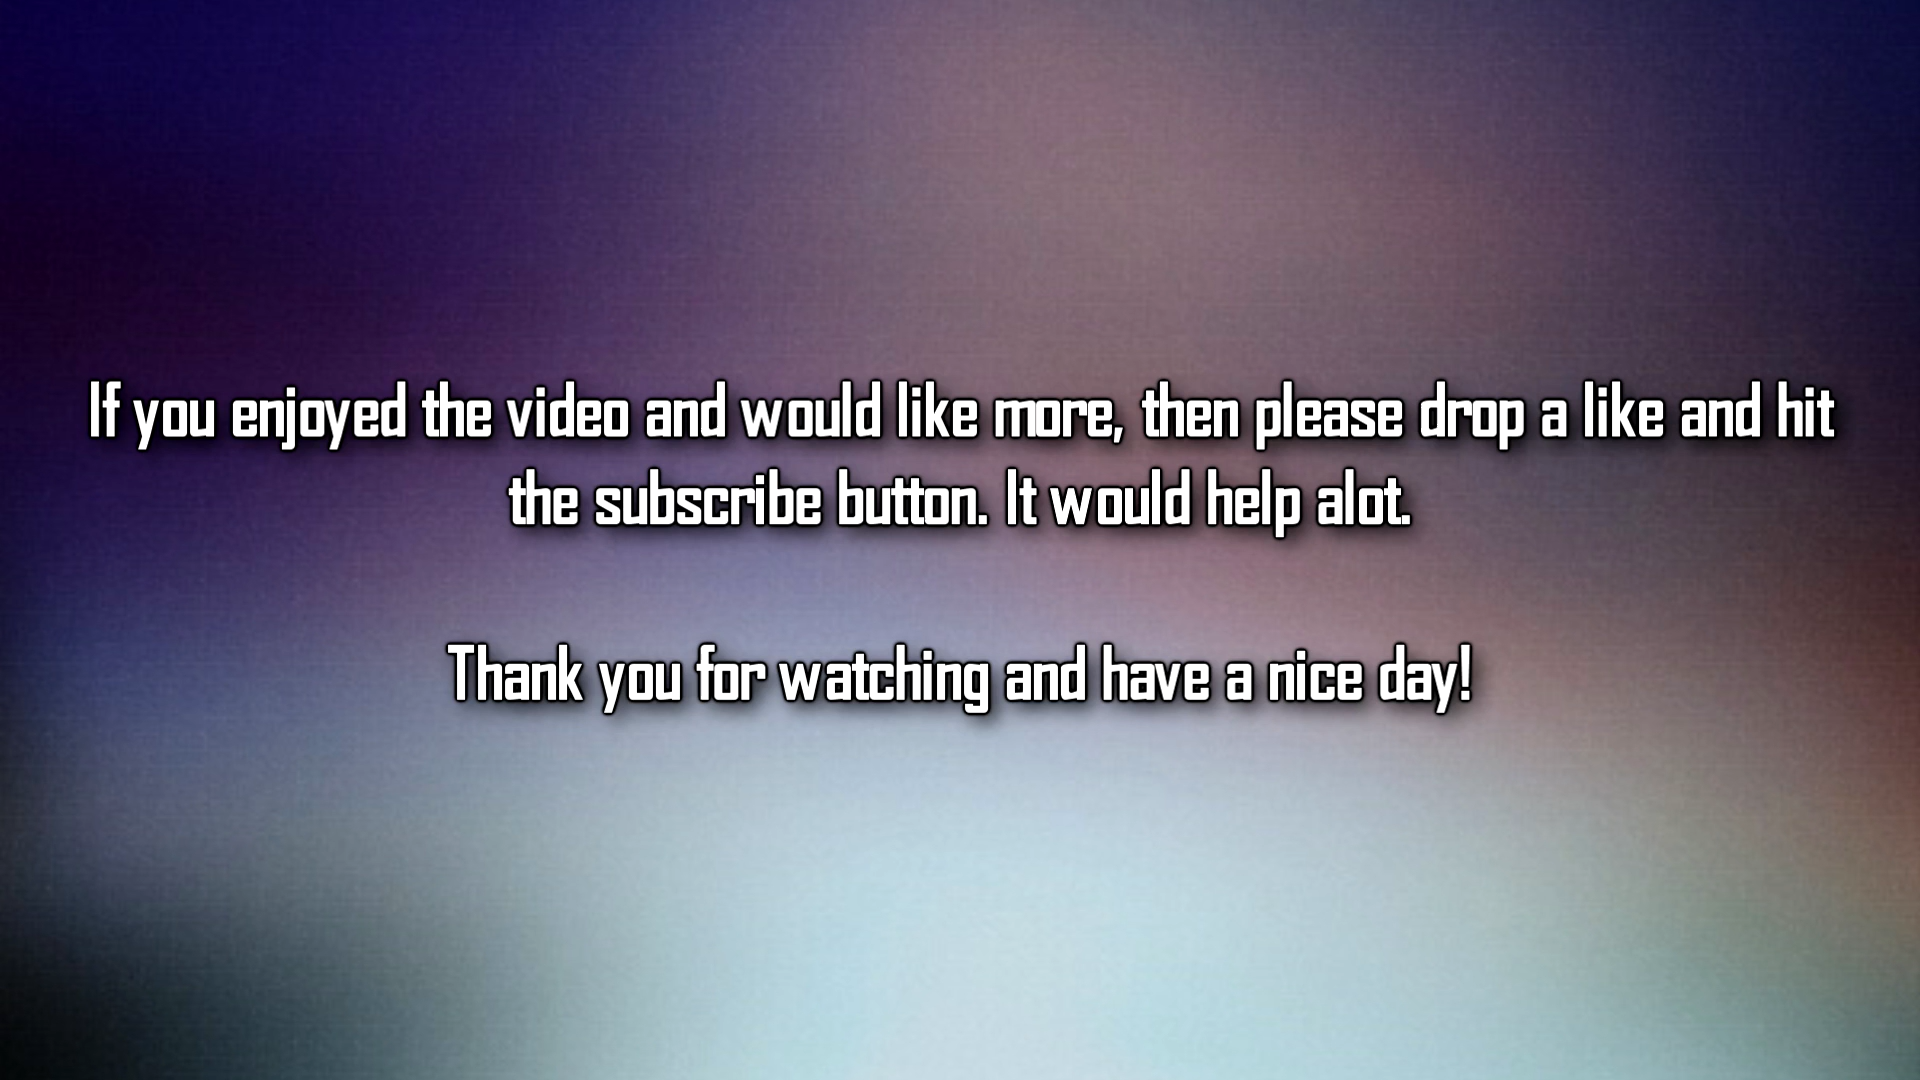 If you enjoyed the video and would like more, then please drop a like and hit
the subscribe button. It would help alot.
Thank you for watching and have a nice day!